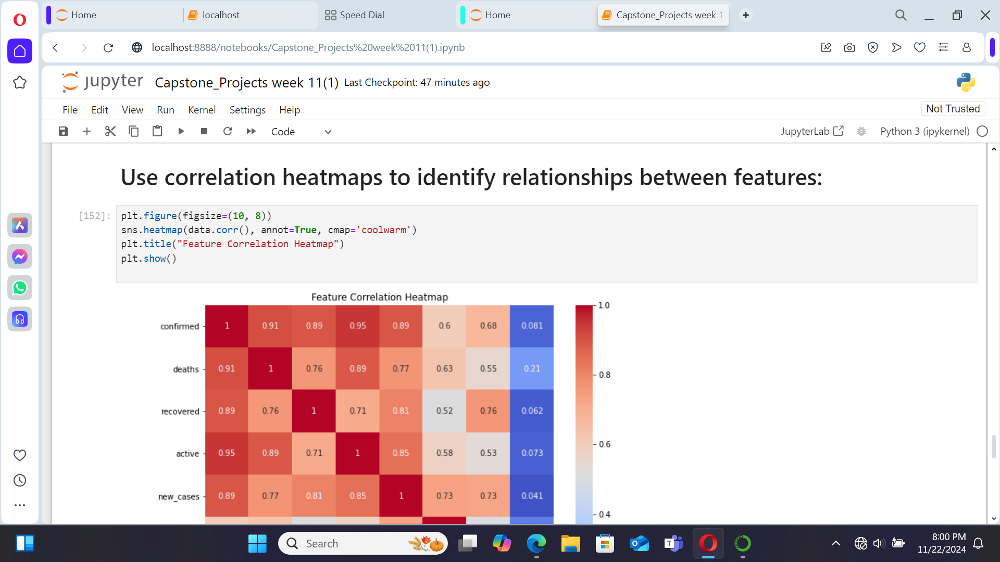 Home
localhost
Speed Dial
Home
Capstone_Projects week 1
localhost:8888/notebooks/Capstone_Projects%20week%2011(1).ipynb
jupyter
Capstone_Projects week 11(1) Last Checkpoint: 47 minutes ago
File Edit View Run Kernel Settings Help
Not Trusted
Code
JupyterLab
Python 3 (ipykernel)
Use correlation heatmaps to identify relationships between features:
[152]:
plt.figure(figsize=(10, 8))
sns.heatmap(data.corr(), annot=True, cmap='coolwarm')
plt.title("Feature Correlation Heatmap")
plt.show()
Feature Correlation Heatmap
confirmed 1 0.91 0.89 0.95 0.89 0.6 0.68 0.081
deaths 0.91 1 0.76 0.89 0.77 0.63 0.55 0.21
recovered 0.89 0.76 1 0.71 0.81 0.52 0.76 0.062
active 0.95 0.89 0.71 1 0.85 0.58 0.53 0.073
new_cases 0.89 0.77 0.81 0.85 1 0.73 0.73 0.041
1.0
0.8
0.6
0.4
Search
8:00 PM
11/22/2024